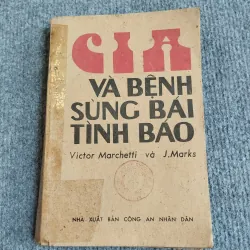 CIA
VÀ BỆNH
SÙNG BÁI
TÌNH BÁO
Victor Marchetti và J.Marks
NHÀ XUẤT BẢN CÔNG AN NHÂN DÂN